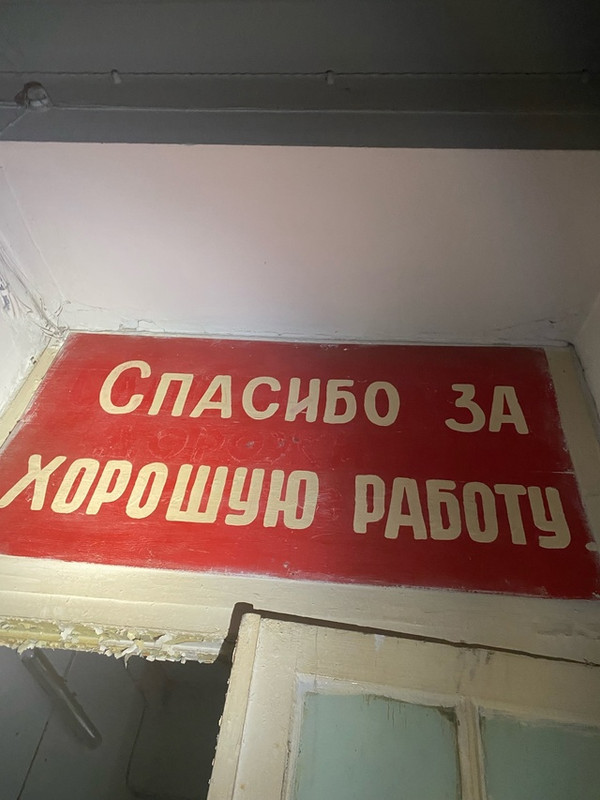 Спасибо за
хорошую работу